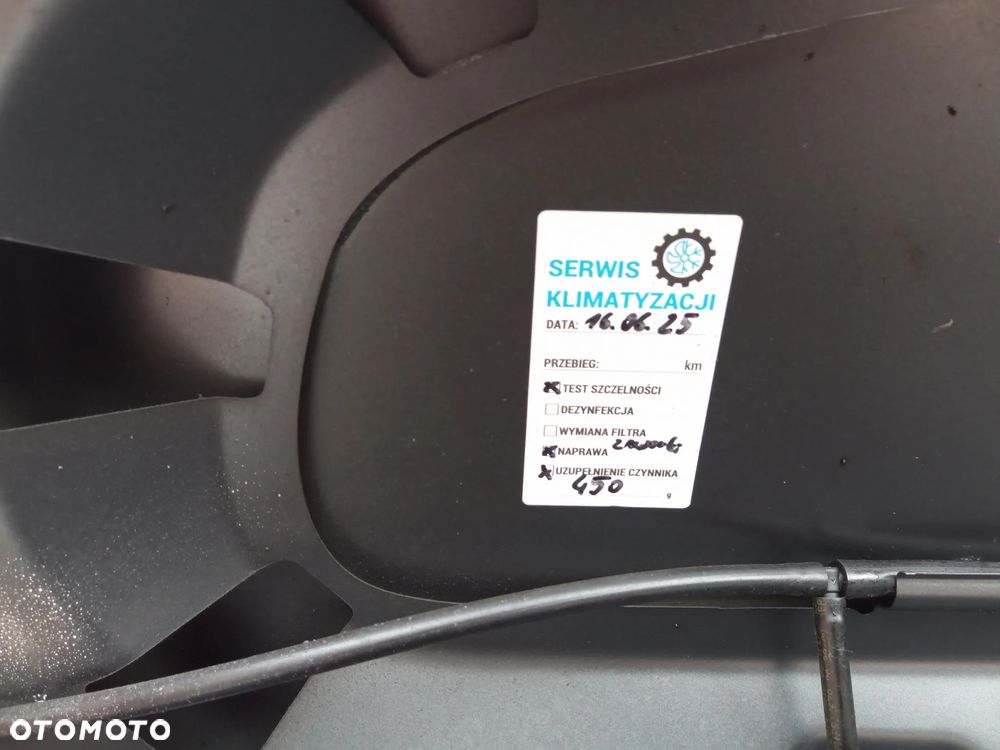 SERWIS
KLIMATYZACJI
DATA: 16.06.25
PRZEBIEG: km
TEST SZCZELNOŚCI
DEZYNFEKCJA
WYMIANA FILTRA
NAPRAWA
UZUPEŁNIENIE CZYNNIKA
450 g
OTOMOTO